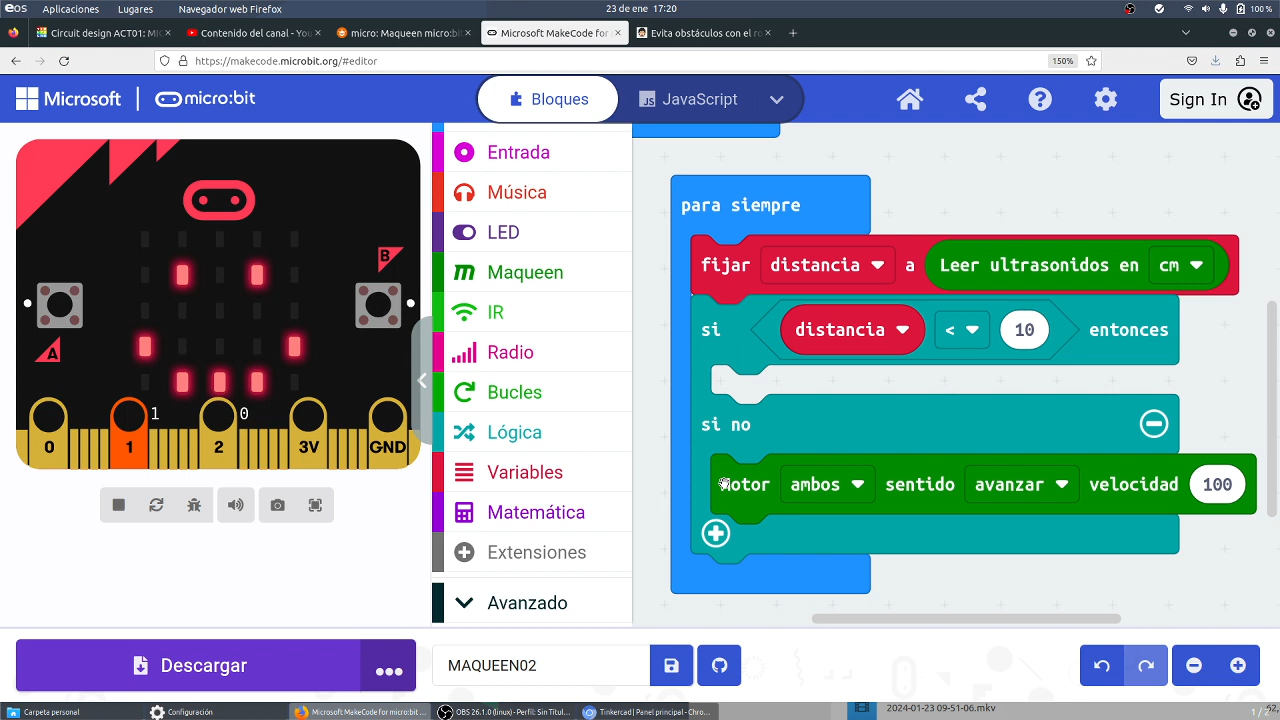 eos Aplicaciones Lugares Navegador web Firefox 23 de ene 17:20 100 %
Circuit design ACT01: M Contenido del canal - You micro: Maqueen micro:bit Microsoft MakeCode for Evita obstáculos con el ro
https://makecode.microbit.org/#editor 150%
Microsoft micro:bit Bloques JS JavaScript Sign In
Entrada
Música
LED
Maqueen
IR
Radio
Bucles
Lógica
Variables
Matemática
Extensiones
Avanzado
B
A
1 0
0 1 2 3V GND
para siempre
fijar distancia a Leer ultrasonidos en cm
si distancia < 10 entonces
si no
motor ambos sentido avanzar velocidad 100
Descargar MAQUEEN02
Carpeta personal Configuración Microsoft MakeCode for micro:bit ... OBS 26.1.0 (linux) - Perfil: Sin Títul... Tinkercad | Panel principal - Chro... 2024-01-23 09-51-06.mkv